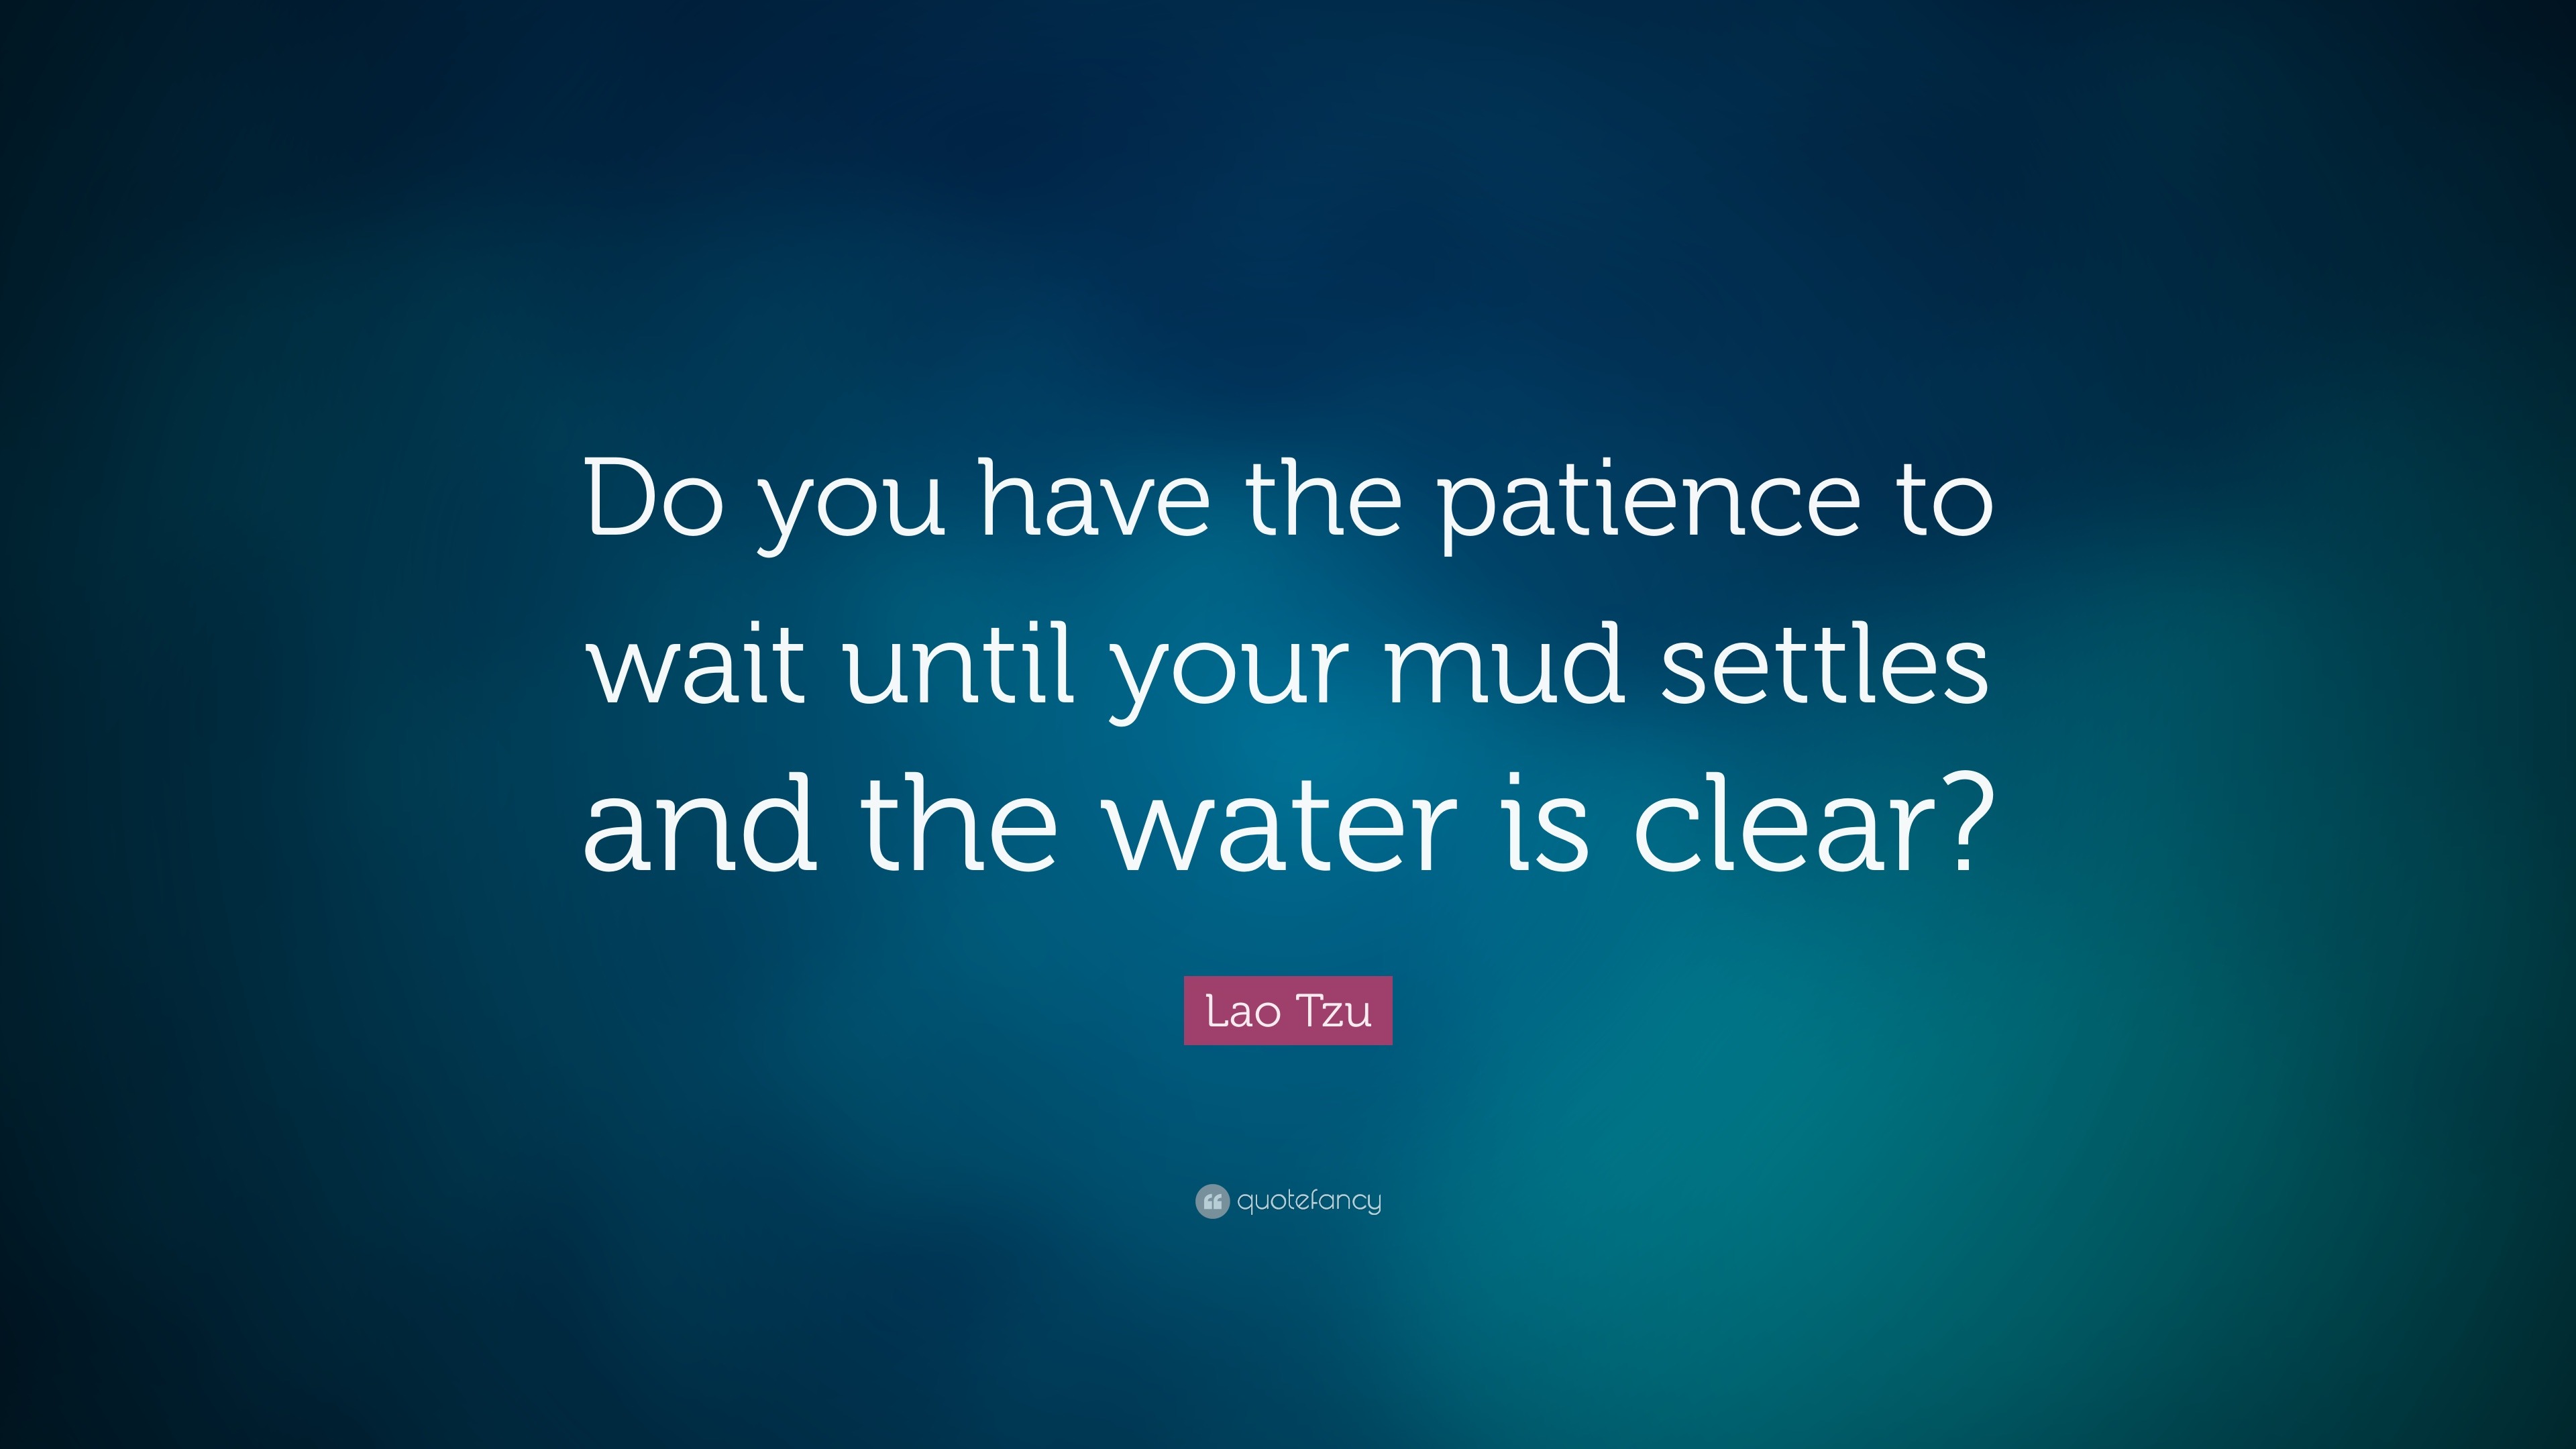 Do you have the patience to
wait until your mud settles
and the water is clear?
Lao Tzu
quotefancy